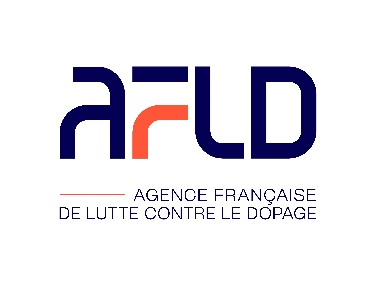 AFLD
AGENCE FRANÇAISE
DE LUTTE CONTRE LE DOPAGE